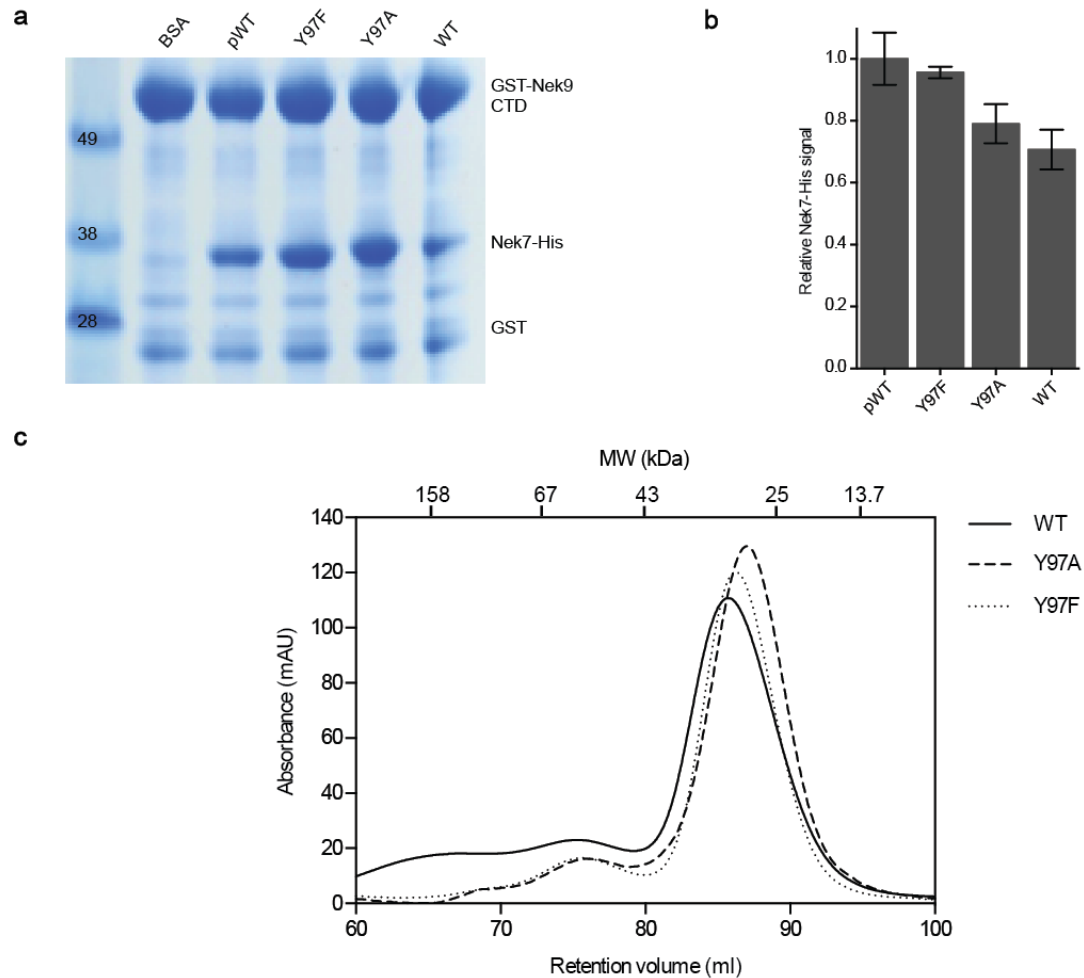 a
BSA pWT Y97F Y97A WT
GST-Nek9
CTD
49
38
Nek7-His
28
GST
b
Relative Nek7-His signal
1.0
0.8
0.6
0.4
0.2
0.0
pWT Y97F Y97A WT
c
MW (kDa)
158 67 43 25 13.7
Absorbance (mAU)
140
120
100
80
60
40
20
0
60 70 80 90 100
Retention volume (ml)
WT
Y97A
Y97F